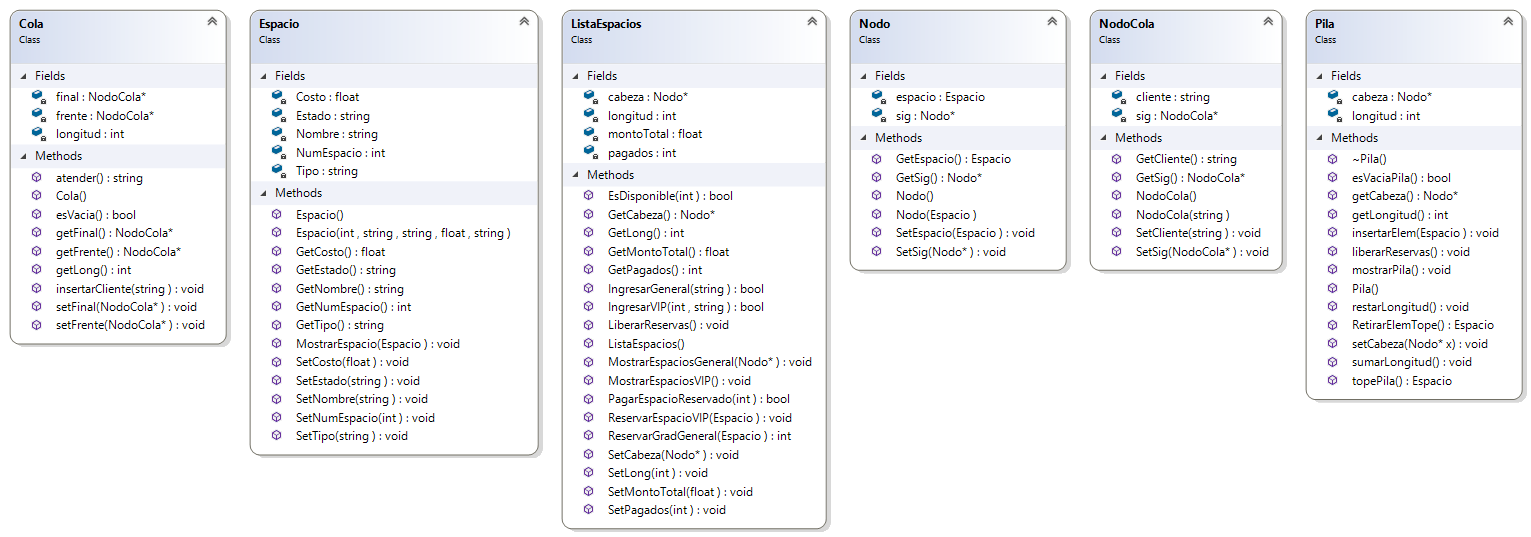 Cola
Class
Fields
final : NodoCola*
frente : NodoCola*
longitud : int
Methods
atender() : string
Cola()
esVacia() : bool
getFinal() : NodoCola*
getFrente() : NodoCola*
getLong() : int
insertarCliente(string ) : void
setFinal(NodoCola* ) : void
setFrente(NodoCola* ) : void
Espacio
Class
Fields
Costo : float
Estado : string
Nombre : string
NumEspacio : int
Tipo : string
Methods
Espacio()
Espacio(int , string , string , float , string )
GetCosto() : float
GetEstado() : string
GetNombre() : string
GetNumEspacio() : int
GetTipo() : string
MostrarEspacio(Espacio ) : void
SetCosto(float ) : void
SetEstado(string ) : void
SetNombre(string ) : void
SetNumEspacio(int ) : void
SetTipo(string ) : void
ListaEspacios
Class
Fields
cabeza : Nodo*
longitud : int
montoTotal : float
pagados : int
Methods
EsDisponible(int ) : bool
GetCabeza() : Nodo*
GetLong() : int
GetMontoTotal() : float
GetPagados() : int
IngresarGeneral(string ) : bool
IngresarVIP(int , string ) : bool
LiberarReservas() : void
ListaEspacios()
MostrarEspaciosGeneral(Nodo* ) : void
MostrarEspaciosVIP() : void
PagarEspacioReservado(int ) : bool
ReservarEspacioVIP(Espacio ) : void
ReservarGradGeneral(Espacio ) : int
SetCabeza(Nodo* ) : void
SetLong(int ) : void
SetMontoTotal(float ) : void
SetPagados(int ) : void
Nodo
Class
Fields
espacio : Espacio
sig : Nodo*
Methods
GetEspacio() : Espacio
GetSig() : Nodo*
Nodo()
Nodo(Espacio )
SetEspacio(Espacio ) : void
SetSig(Nodo* ) : void
NodoCola
Class
Fields
cliente : string
sig : NodoCola*
Methods
GetCliente() : string
GetSig() : NodoCola*
NodoCola()
NodoCola(string )
SetCliente(string ) : void
SetSig(NodoCola* ) : void
Pila
Class
Fields
cabeza : Nodo*
longitud : int
Methods
~Pila()
esVaciaPila() : bool
getCabeza() : Nodo*
getLongitud() : int
insertarElem(Espacio ) : void
liberarReservas() : void
mostrarPila() : void
Pila()
restarLongitud() : void
RetirarElemTope() : Espacio
setCabeza(Nodo* x) : void
sumarLongitud() : void
topePila() : Espacio